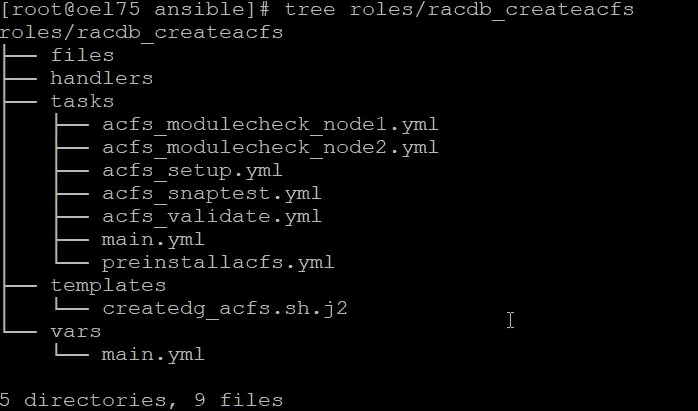 [root@oel75 ansible]# tree roles/racdb_createacfs
roles/racdb_createacfs
├── files
├── handlers
├── tasks
│   ├── acfs_modulecheck_node1.yml
│   ├── acfs_modulecheck_node2.yml
│   ├── acfs_setup.yml
│   ├── acfs_snaptest.yml
│   ├── acfs_validate.yml
│   ├── main.yml
│   └── preinstallacfs.yml
├── templates
│   └── createdg_acfs.sh.j2
└── vars
    └── main.yml

5 directories, 9 files